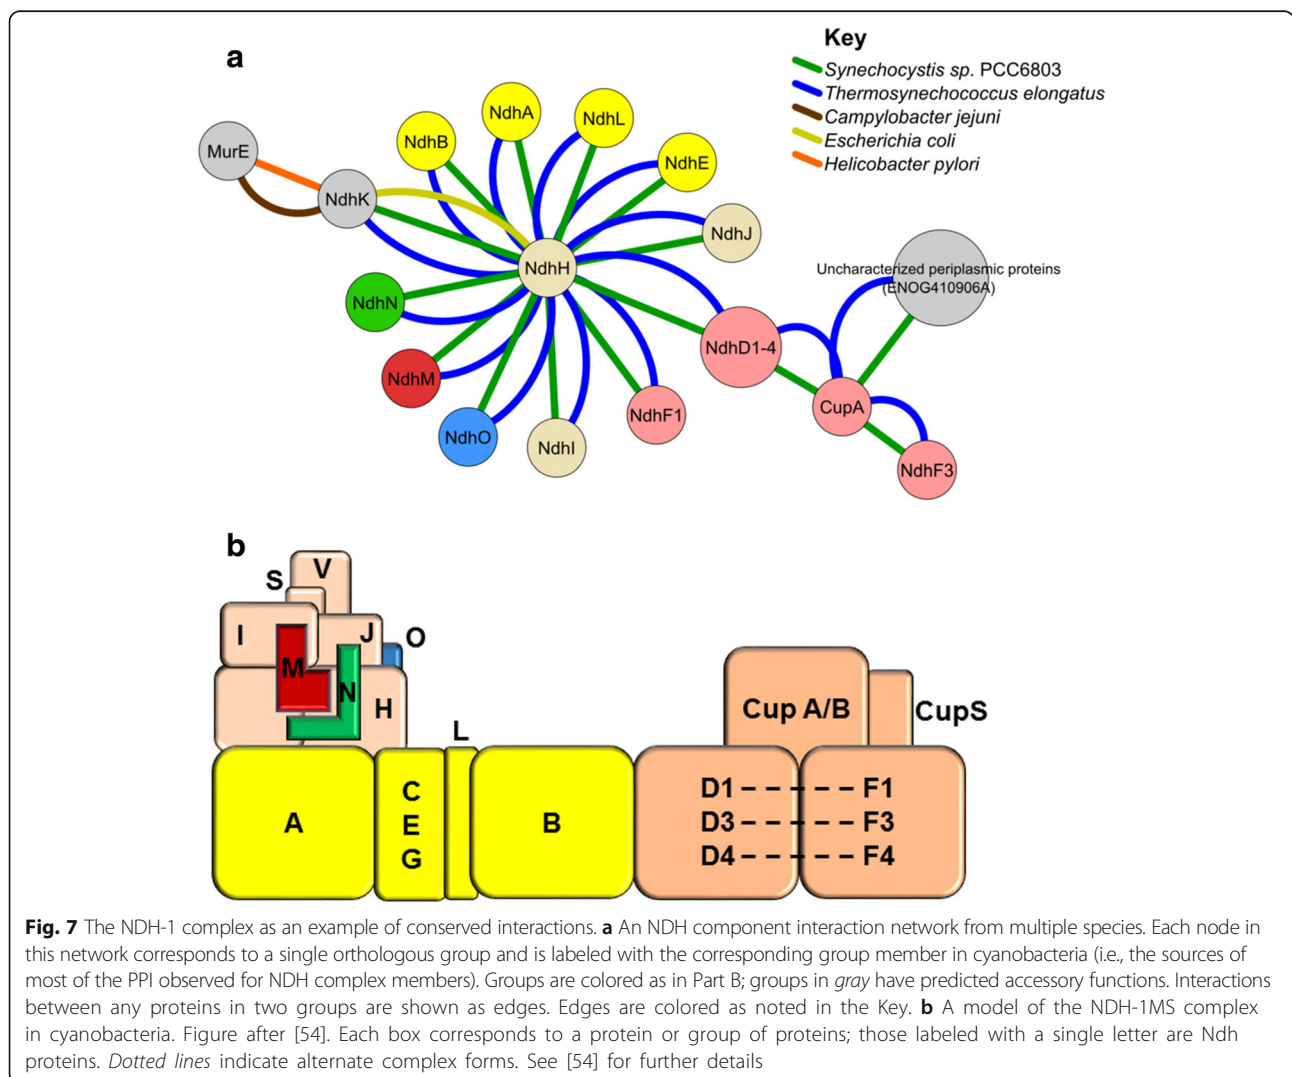 a
Key
Synechocystis sp. PCC6803
Thermosynechococcus elongatus
Campylobacter jejuni
Escherichia coli
Helicobacter pylori
NdhA
NdhL
NdhB
MurE
NdhE
NdhK
NdhJ
NdhH
Uncharacterized periplasmic proteins
(ENOG410906A)
NdhN
NdhD1-4
NdhM
CupA
NdhF1
NdhO
NdhI
NdhF3
b
V
S
I
J
O
M
N
H
L
Cup A/B
CupS
A
C
E
G
B
D1 – – – – – – F1
D3 – – – – – – F3
D4 – – – – – – F4
Fig. 7 The NDH-1 complex as an example of conserved interactions. a An NDH component interaction network from multiple species. Each node in
this network corresponds to a single orthologous group and is labeled with the corresponding group member in cyanobacteria (i.e., the sources of
most of the PPI observed for NDH complex members). Groups are colored as in Part B; groups in gray have predicted accessory functions. Interactions
between any proteins in two groups are shown as edges. Edges are colored as noted in the Key. b A model of the NDH-1MS complex
in cyanobacteria. Figure after [54]. Each box corresponds to a protein or group of proteins; those labeled with a single letter are Ndh
proteins. Dotted lines indicate alternate complex forms. See [54] for further details